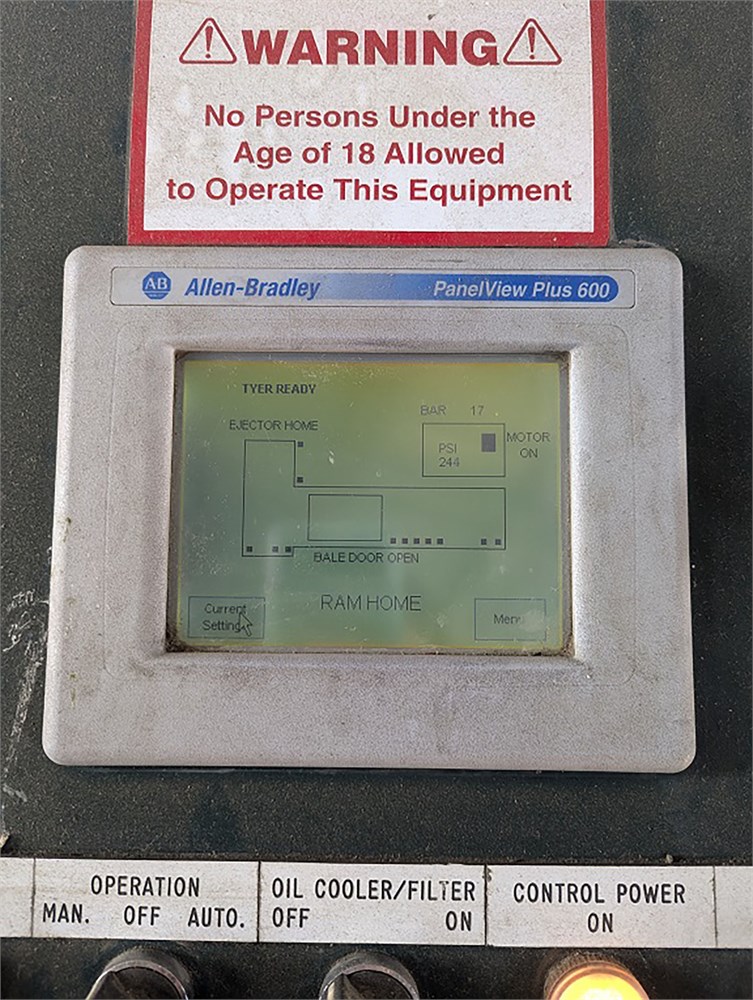 WARNING
No Persons Under the
Age of 18 Allowed
to Operate This Equipment
AB Allen-Bradley PanelView Plus 600
TYER READY
BAR 17
EJECTOR HOME
MOTOR
ON
PSI
244
BALE DOOR OPEN
RAM HOME
Current
Setting
Menu
OPERATION
MAN. OFF AUTO.
OIL COOLER/FILTER
OFF ON
CONTROL POWER
ON